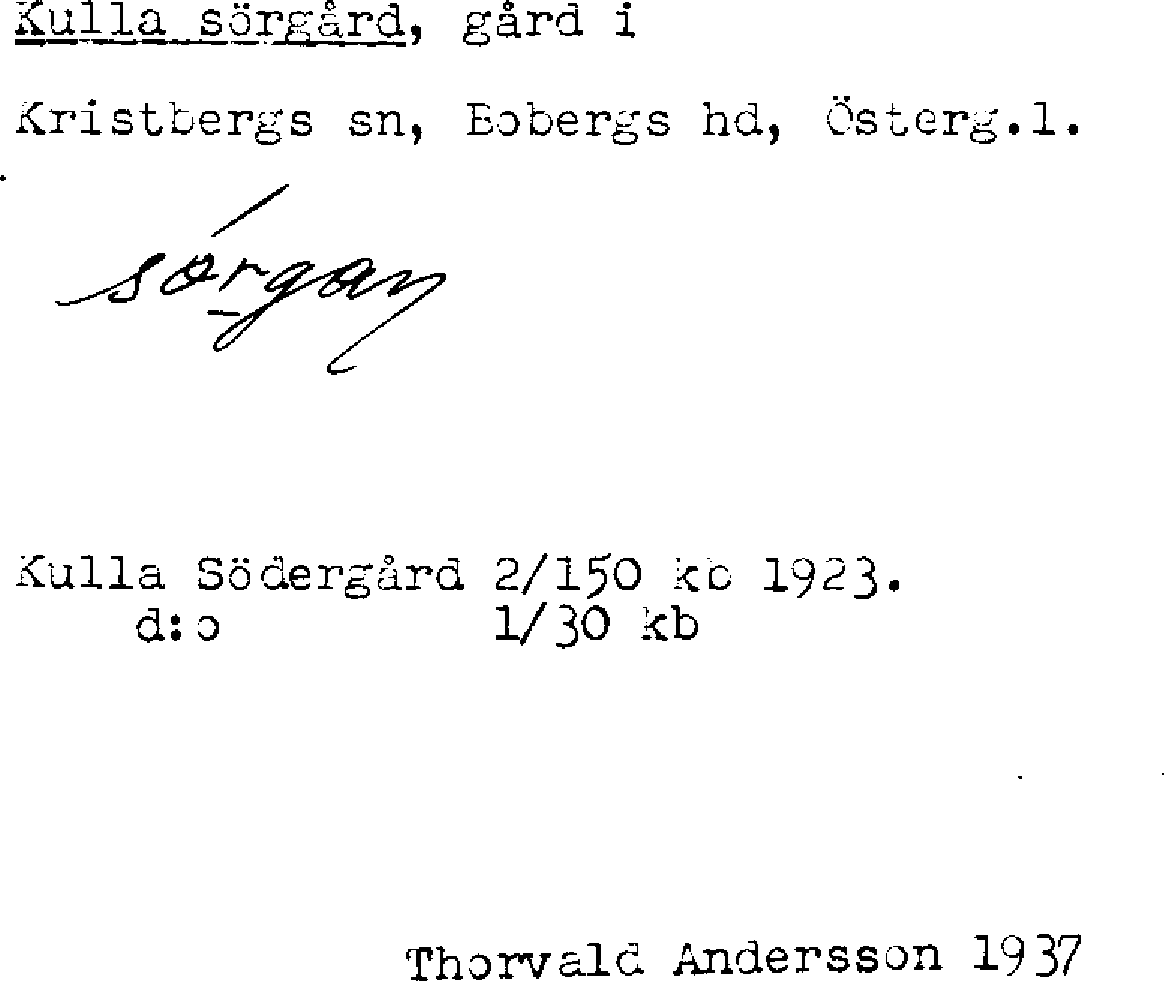 Kulla sörgård, gård i
Kristbergs sn, Bobergs hd, Österg.l.
Kulla Södergård 2/150 kb 1923.
d:o 1/30 kb
Thorvald Andersson 1937